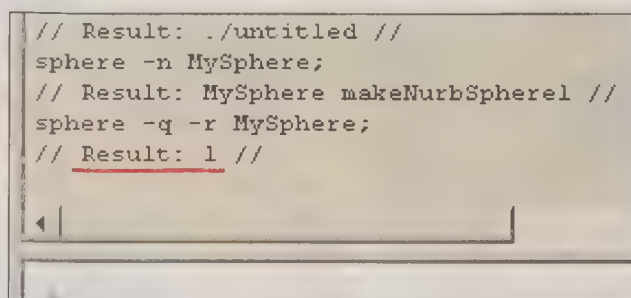 // Result: ./untitled //
sphere -n MySphere;
// Result: MySphere makeNurbSphere1 //
sphere -q -r MySphere;
// Result: 1 //